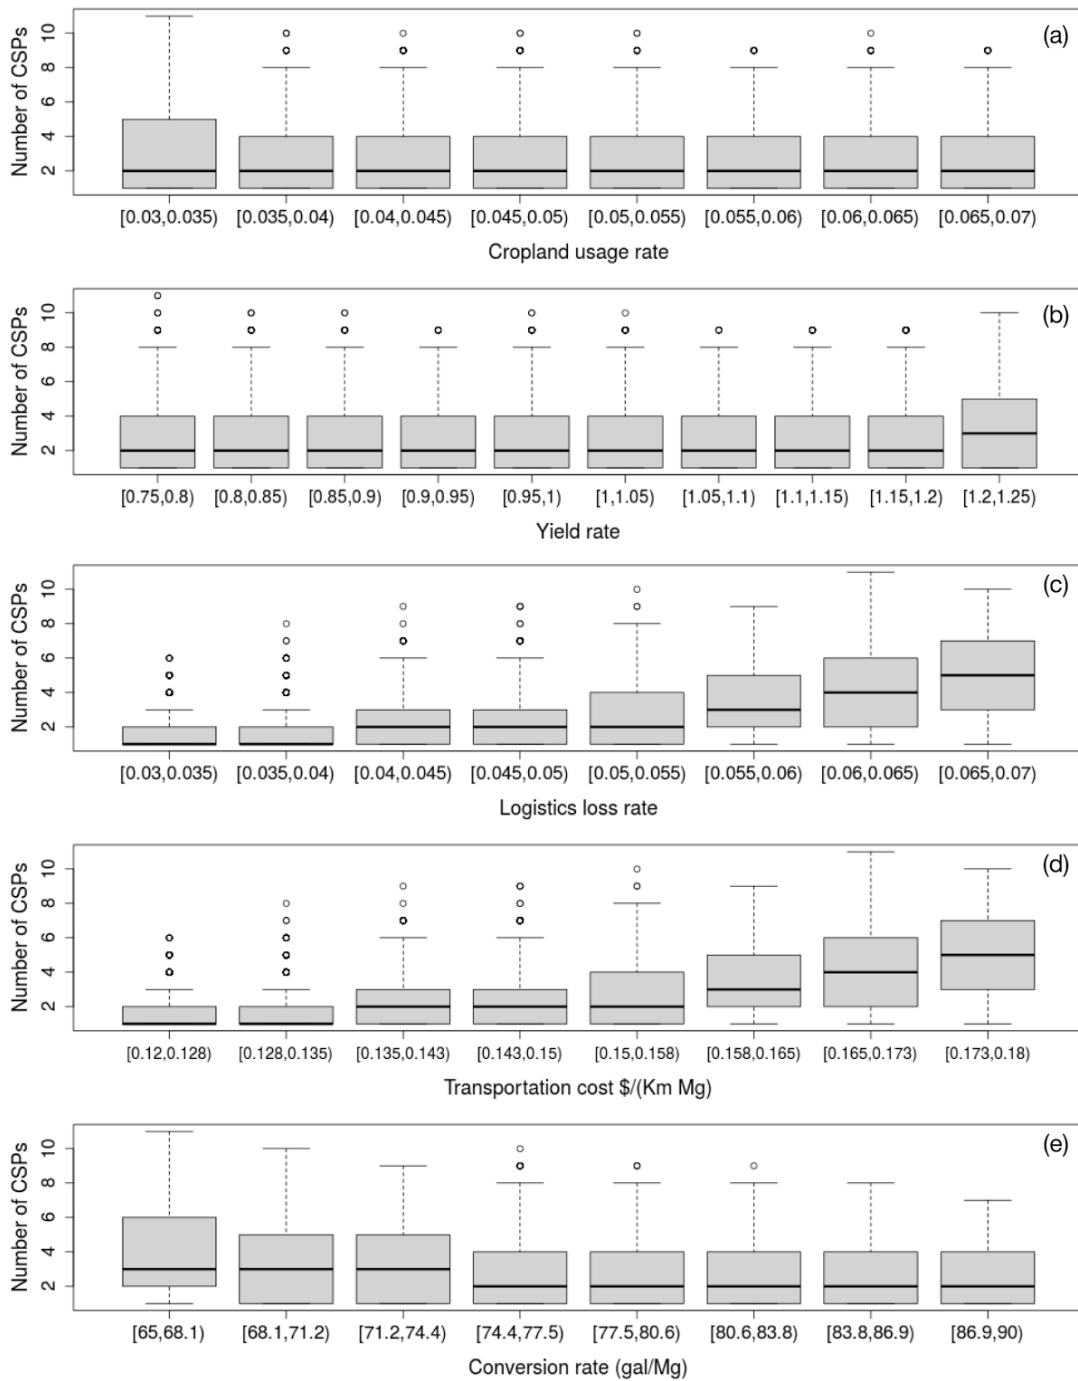 (a)
Number of CSPs
10
8
6
4
2
[0.03,0.035) [0.035,0.04) [0.04,0.045) [0.045,0.05) [0.05,0.055) [0.055,0.06) [0.06,0.065) [0.065,0.07)
Cropland usage rate
(b)
Number of CSPs
10
8
6
4
2
[0.75,0.8) [0.8,0.85) [0.85,0.9) [0.9,0.95) [0.95,1) [1,1.05) [1.05,1.1) [1.1,1.15) [1.15,1.2) [1.2,1.25)
Yield rate
(c)
Number of CSPs
10
8
6
4
2
[0.03,0.035) [0.035,0.04) [0.04,0.045) [0.045,0.05) [0.05,0.055) [0.055,0.06) [0.06,0.065) [0.065,0.07)
Logistics loss rate
(d)
Number of CSPs
10
8
6
4
2
[0.12,0.128) [0.128,0.135) [0.135,0.143) [0.143,0.15) [0.15,0.158) [0.158,0.165) [0.165,0.173) [0.173,0.18)
Transportation cost $/(Km Mg)
(e)
Number of CSPs
10
8
6
4
2
[65,68.1) [68.1,71.2) [71.2,74.4) [74.4,77.5) [77.5,80.6) [80.6,83.8) [83.8,86.9) [86.9,90)
Conversion rate (gal/Mg)